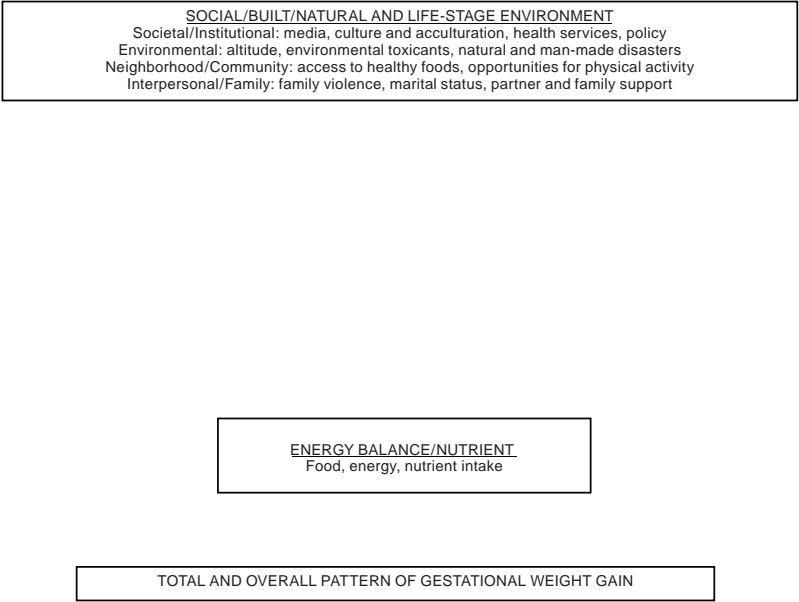 SOCIAL/BUILT/NATURAL AND LIFE-STAGE ENVIRONMENT
Societal/Institutional: media, culture and acculturation, health services, policy
Environmental: altitude, environmental toxicants, natural and man-made disasters
Neighborhood/Community: access to healthy foods, opportunities for physical activity
Interpersonal/Family: family violence, marital status, partner and family support
ENERGY BALANCE/NUTRIENT
Food, energy, nutrient intake
TOTAL AND OVERALL PATTERN OF GESTATIONAL WEIGHT GAIN